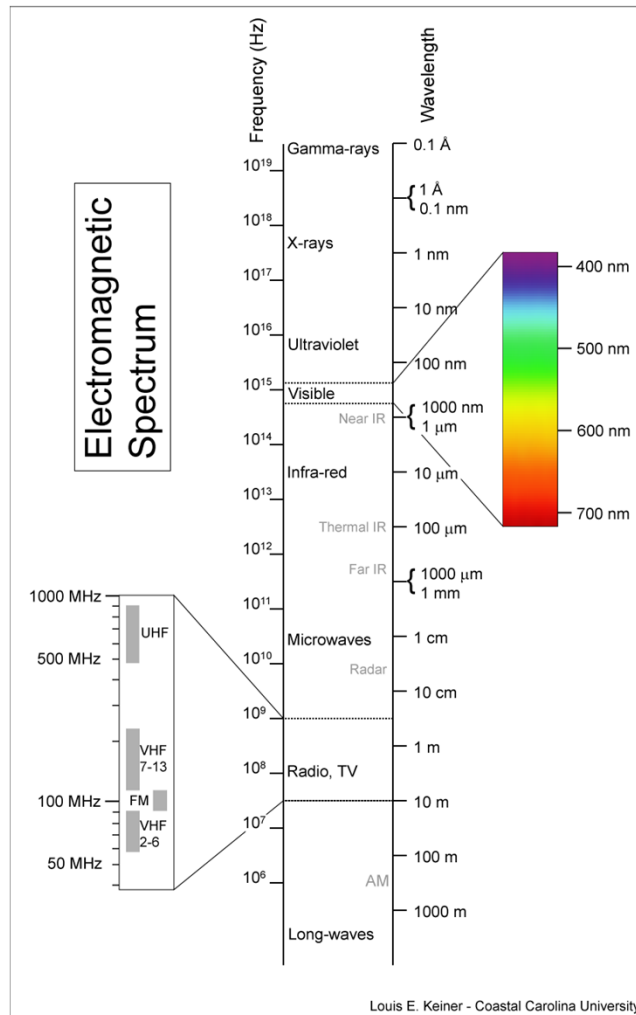 Frequency (Hz)
Wavelength
Electromagnetic
Spectrum
Gamma-rays
0.1 Å
10¹⁹
1 Å
0.1 nm
10¹⁸
X-rays
1 nm
10¹⁷
10 nm
10¹⁶
Ultraviolet
100 nm
10¹⁵
Visible
1000 nm
Near IR
1 μm
10¹⁴
Infra-red
10 μm
10¹³
Thermal IR
100 μm
10¹²
Far IR
1000 μm
1 mm
10¹¹
Microwaves
1 cm
10¹⁰
Radar
10 cm
10⁹
1 m
Radio, TV
10⁸
10 m
10⁷
100 m
10⁶
AM
1000 m
Long-waves
400 nm
500 nm
600 nm
700 nm
1000 MHz
UHF
500 MHz
VHF
7-13
FM
100 MHz
VHF
2-6
50 MHz
Louis E. Keiner - Coastal Carolina University